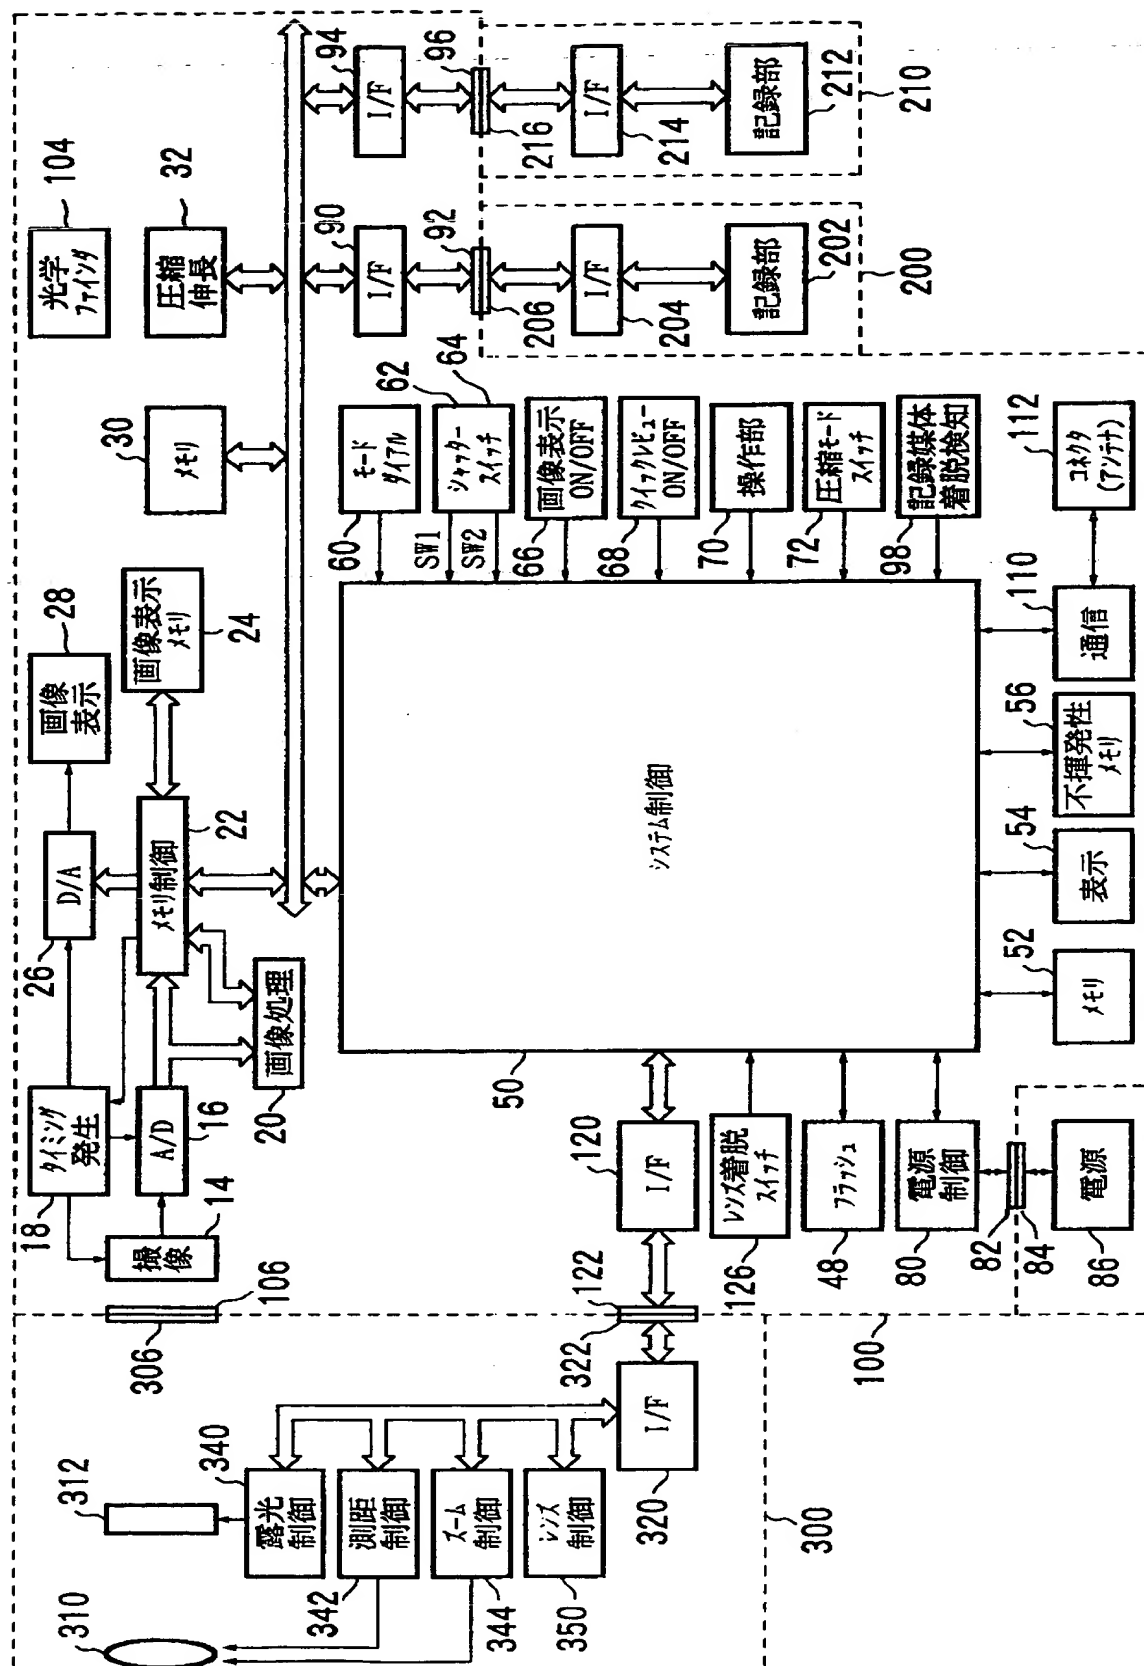 310
312
340
露光
制御
342
測距
制御
344
ズーム
制御
350
レンズ
制御
320
I/F
322
122
300
306
106
100
18
タイミング
発生
14
撮像
A/D
16
20
画像処理
26
D/A
メモリ制御
22
画像
表示
28
画像表示
メモリ
24
30
メモリ
光学
ファインダ
104
圧縮
伸長
32
120
I/F
レンズ着脱
スイッチ
126
フラッシュ
48
電源
制御
80
82
84
電源
86
50
システム制御
60
モード
ダイアル
SW1
SW2
シャッター
スイッチ
62
64
66
画像表示
ON/OFF
68
クイックレビュー
ON/OFF
70
操作部
72
圧縮モード
スイッチ
98
記録媒体
着脱検知
52
メモリ
54
表示
56
不揮発性
メモリ
110
通信
112
コネクタ
(アンテナ)
90
I/F
92
206
I/F
204
記録部
202
200
94
I/F
96
216
I/F
214
記録部
212
210